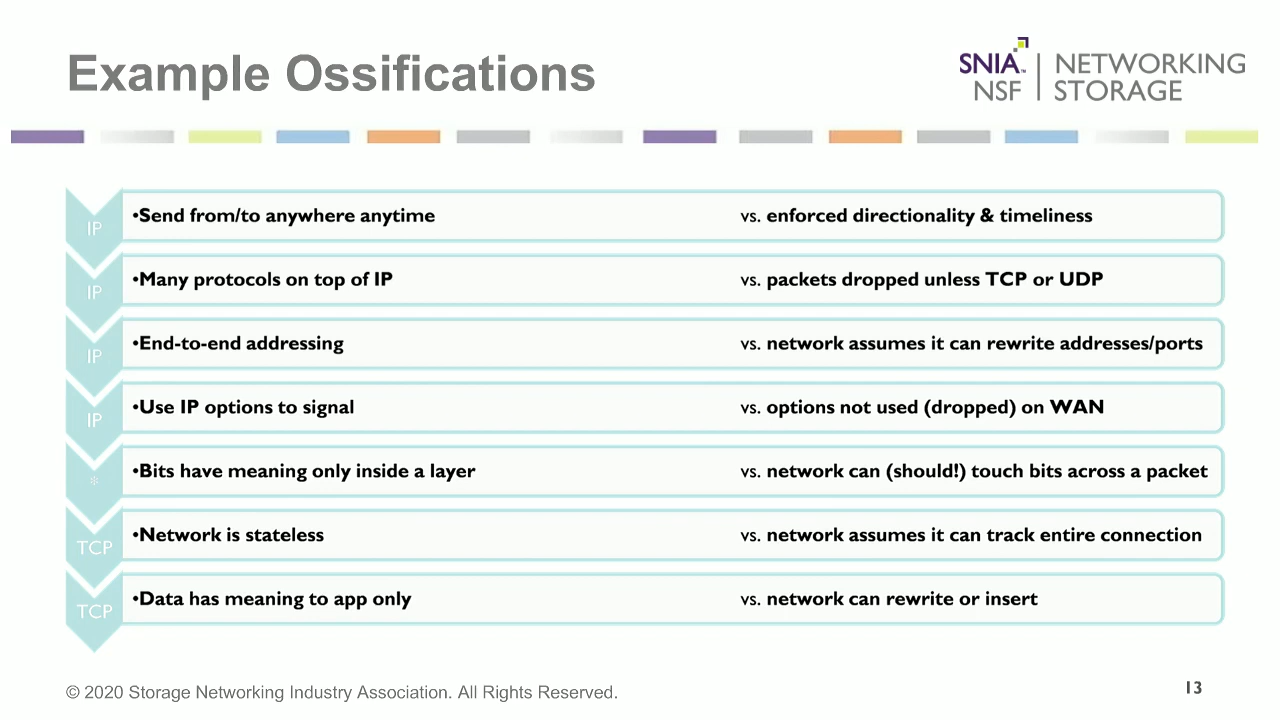 Example Ossifications
SNIA™ NSF | NETWORKING STORAGE
IP •Send from/to anywhere anytime vs. enforced directionality & timeliness
IP •Many protocols on top of IP vs. packets dropped unless TCP or UDP
IP •End-to-end addressing vs. network assumes it can rewrite addresses/ports
IP •Use IP options to signal vs. options not used (dropped) on WAN
* •Bits have meaning only inside a layer vs. network can (should!) touch bits across a packet
TCP •Network is stateless vs. network assumes it can track entire connection
TCP •Data has meaning to app only vs. network can rewrite or insert
© 2020 Storage Networking Industry Association. All Rights Reserved.
13